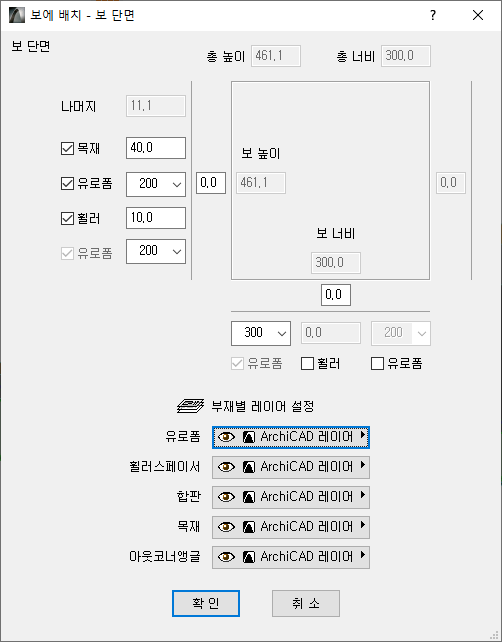 보에 배치 - 보 단면
보 단면
총 높이 461,1 총 너비 300,0
나머지 11,1
목재 40,0
보 높이
유로폼 200 0,0 461,1 0,0
휠러 10,0
보 너비
유로폼 200
300,0
0,0
300 0,0 200
유로폼 휠러 유로폼
부재별 레이어 설정
유로폼 ArchiCAD 레이어
휠러스페이서 ArchiCAD 레이어
합판 ArchiCAD 레이어
목재 ArchiCAD 레이어
아웃코너앵글 ArchiCAD 레이어
확 인 취 소